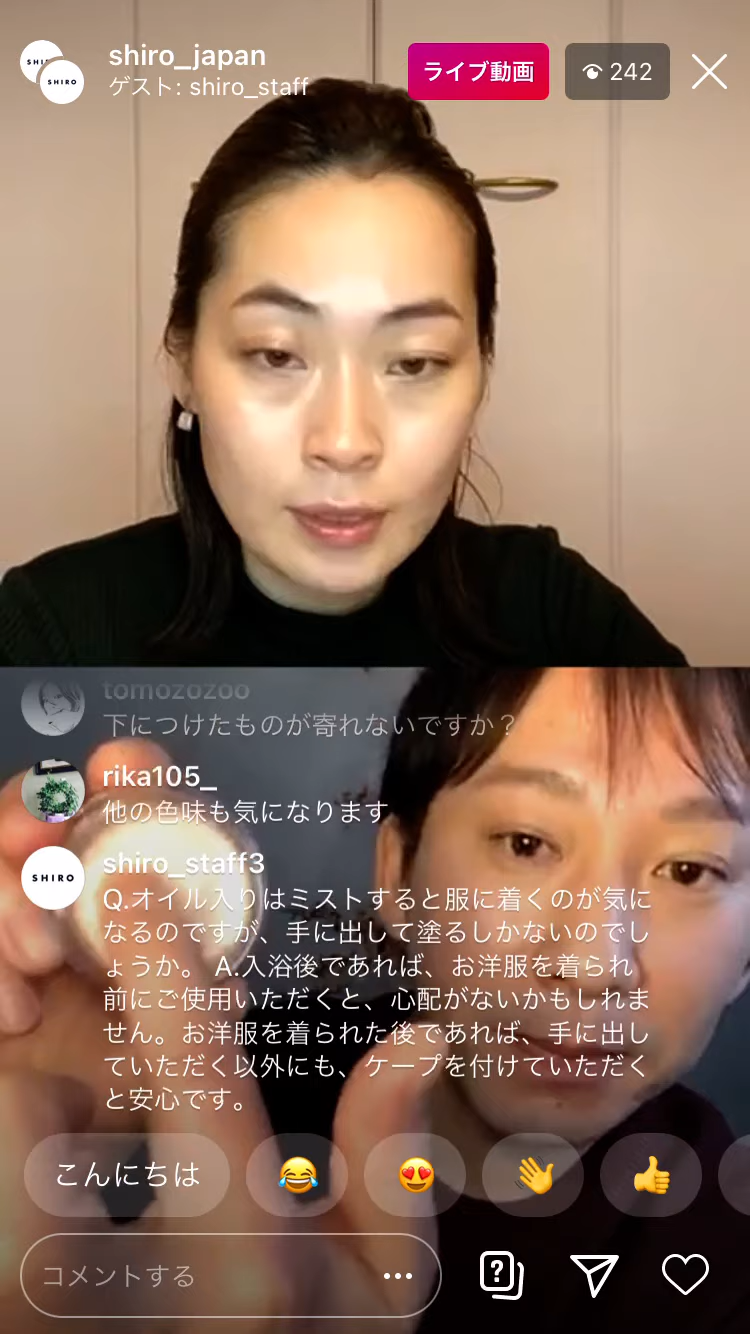 shiro_japan
ゲスト: shiro_staff
ライブ動画
242
SHIRO
tomozozoo
下につけたものが寄れないですか？
rika105_
他の色味も気になります
SHIRO
shiro_staff3
Q.オイル入りはミストすると服に着くのが気に
なるのですが、手に出して塗るしかないのでし
ょうか。 A.入浴後であれば、お洋服を着られ
前にご使用いただくと、心配がないかもしれま
せん。お洋服を着られた後であれば、手に出し
ていただく以外にも、ケープを付けていただく
と安心です。
こんにちは
コメントする